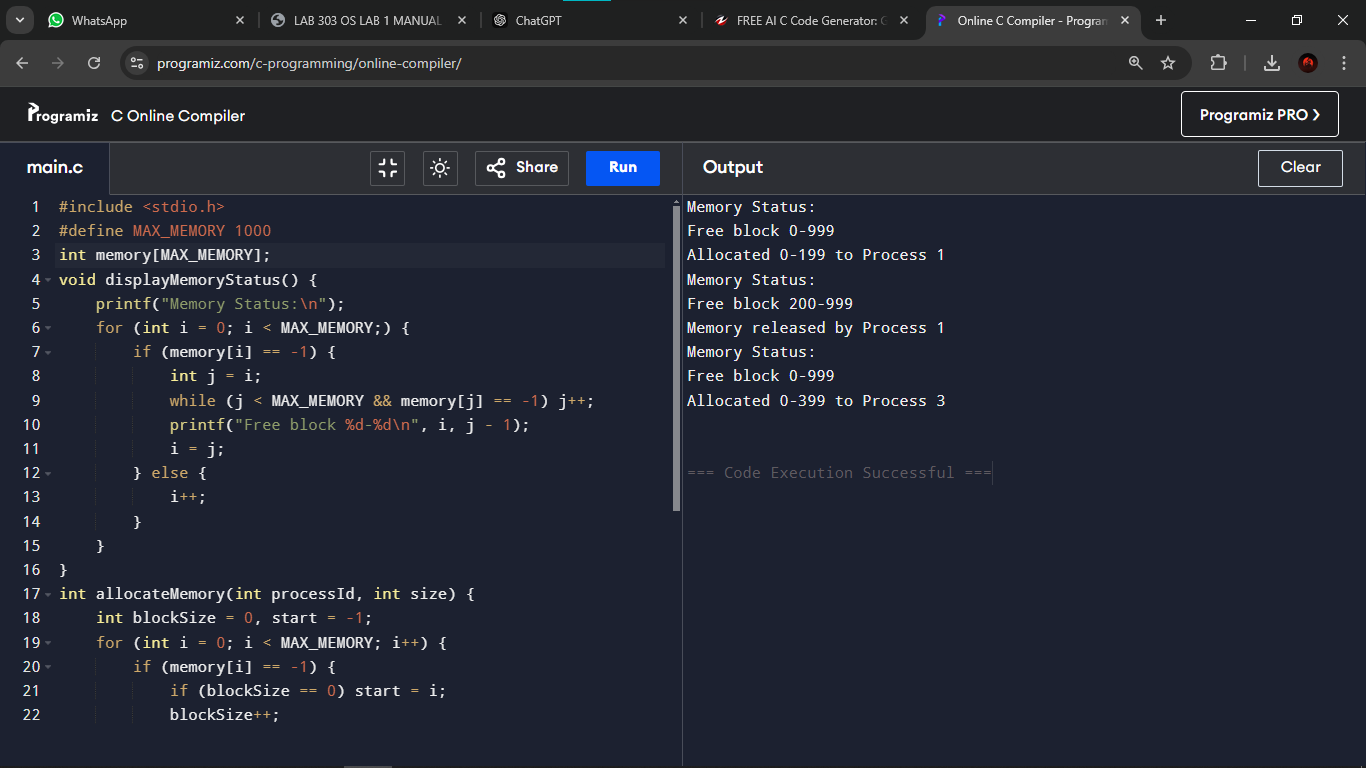 WhatsApp
LAB 303 OS LAB 1 MANUAL
ChatGPT
FREE AI C Code Generator:
Online C Compiler - Program
programiz.com/c-programming/online-compiler/
Programiz C Online Compiler
Programiz PRO
main.c
Share
Run
Output
Clear
1 #include <stdio.h>
2 #define MAX_MEMORY 1000
3 int memory[MAX_MEMORY];
4 void displayMemoryStatus() {
5     printf("Memory Status:\n");
6     for (int i = 0; i < MAX_MEMORY;) {
7         if (memory[i] == -1) {
8             int j = i;
9             while (j < MAX_MEMORY && memory[j] == -1) j++;
10             printf("Free block %d-%d\n", i, j - 1);
11             i = j;
12         } else {
13             i++;
14         }
15     }
16 }
17 int allocateMemory(int processId, int size) {
18     int blockSize = 0, start = -1;
19     for (int i = 0; i < MAX_MEMORY; i++) {
20         if (memory[i] == -1) {
21             if (blockSize == 0) start = i;
22             blockSize++;
Memory Status:
Free block 0-999
Allocated 0-199 to Process 1
Memory Status:
Free block 200-999
Memory released by Process 1
Memory Status:
Free block 0-999
Allocated 0-399 to Process 3
=== Code Execution Successful ===